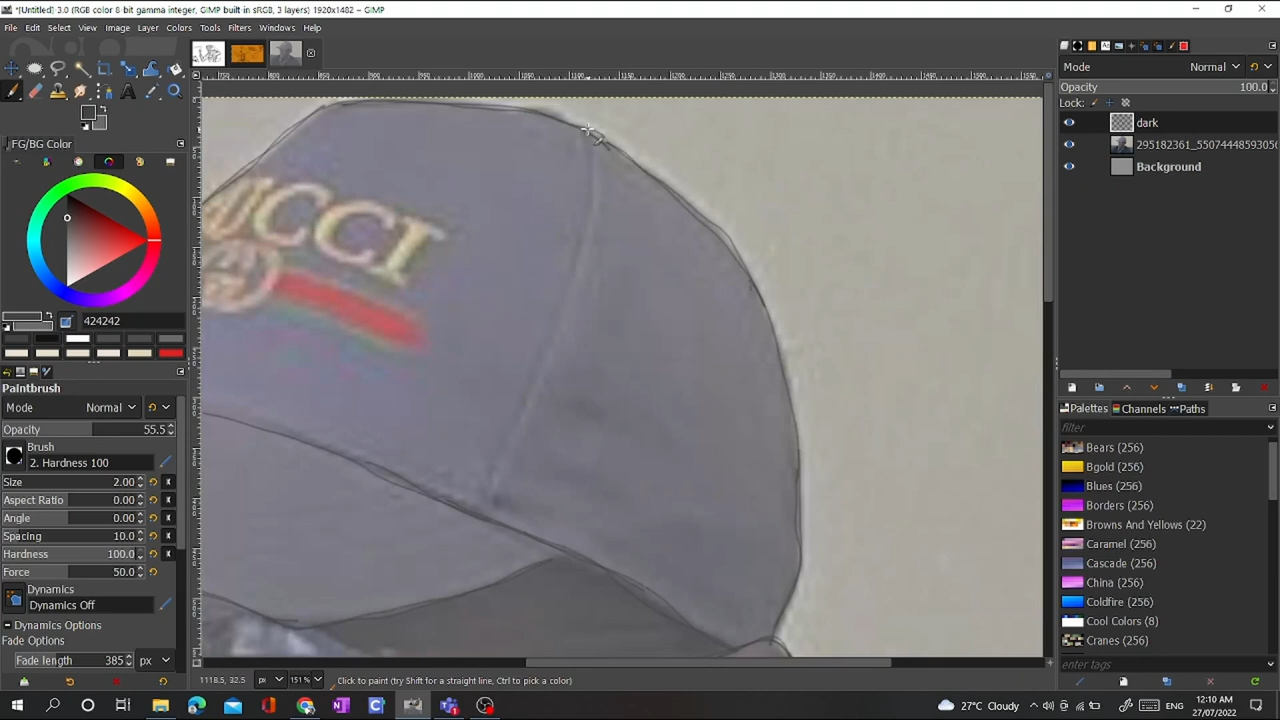 *[Untitled] 3.0 (RGB color 8-bit gamma integer, GIMP built in sRGB, 3 layers) 1920x1482 – GIMP
File Edit Select View Image Layer Colors Tools Filters Windows Help
FG/BG Color
424242
Paintbrush
Mode Normal
Opacity 55.5
Brush
2. Hardness 100
Size 2.00
Aspect Ratio 0.00
Angle 0.00
Spacing 10.0
Hardness 100.0
Force 50.0
Dynamics
Dynamics Off
Dynamics Options
Fade Options
Fade length 385 px
UCCI
1118.5, 32.5 px 151% Click to paint (try Shift for a straight line, Ctrl to pick a color)
Mode Normal
Opacity 100.0
Lock:
dark
295182361_5507444859305
Background
Palettes Channels Paths
filter
Bears (256)
Bgold (256)
Blues (256)
Borders (256)
Browns And Yellows (22)
Caramel (256)
Cascade (256)
China (256)
Coldfire (256)
Cool Colors (8)
Cranes (256)
enter tags
27°C Cloudy
12:10 AM
27/07/2022